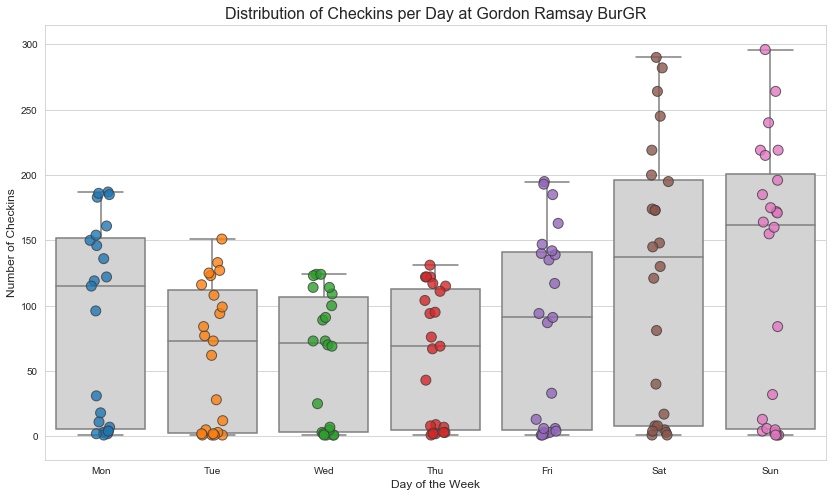 Distribution of Checkins per Day at Gordon Ramsay BurGR
Number of Checkins
300
250
200
150
100
50
0
Mon Tue Wed Thu Fri Sat Sun
Day of the Week